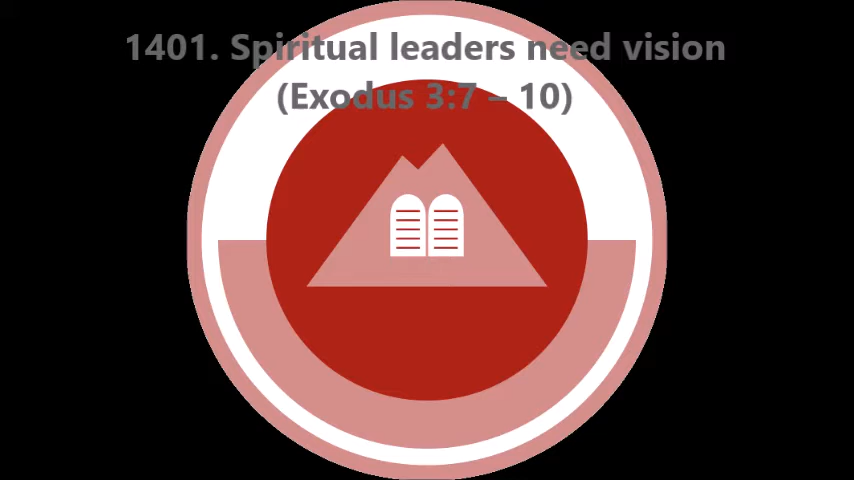 1401. Spiritual leaders need vision
(Exodus 3:7 – 10)